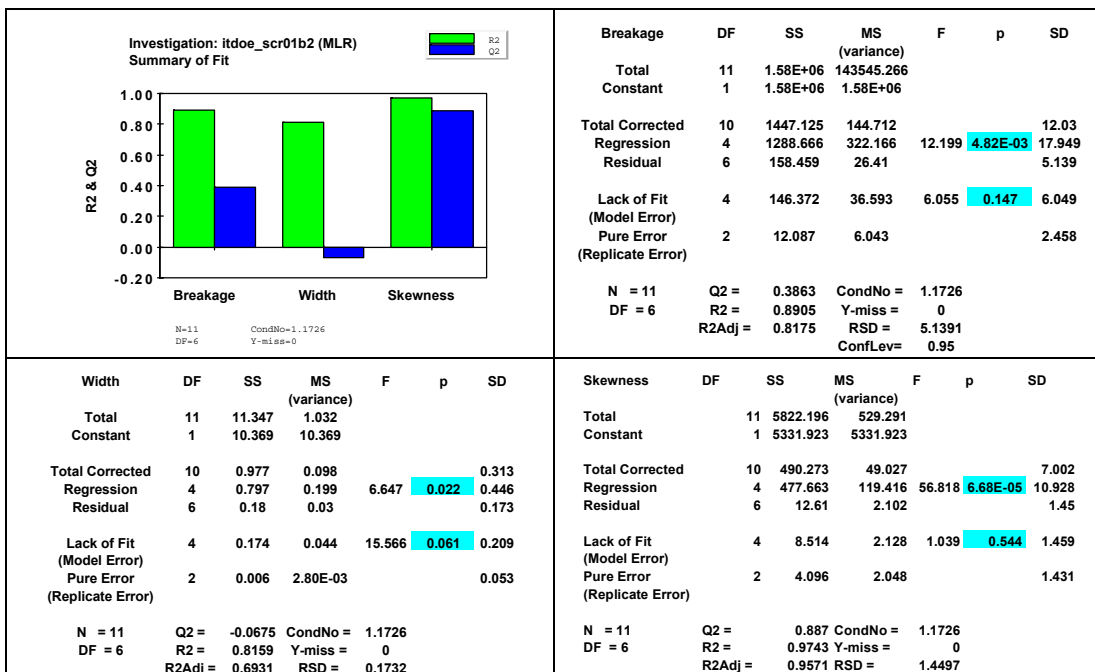 Investigation: itdoe_scr01b2 (MLR)
Summary of Fit
R2
Q2
1.00
0.80
0.60
0.40
0.20
0.00
-0.20
R2 & Q2
Breakage Width Skewness
N=11 CondNo=1.1726
DF=6 Y-miss=0
Breakage DF SS MS F p SD
(variance)
Total 11 1.58E+06 143545.266
Constant 1 1.58E+06 1.58E+06
Total Corrected 10 1447.125 144.712 12.03
Regression 4 1288.666 322.166 12.199 4.82E-03 17.949
Residual 6 158.459 26.41 5.139
Lack of Fit 4 146.372 36.593 6.055 0.147 6.049
(Model Error)
Pure Error 2 12.087 6.043 2.458
(Replicate Error)
N = 11 Q2 = 0.3863 CondNo = 1.1726
DF = 6 R2 = 0.8905 Y-miss = 0
R2Adj = 0.8175 RSD = 5.1391
ConfLev= 0.95
Width DF SS MS F p SD
(variance)
Total 11 11.347 1.032
Constant 1 10.369 10.369
Total Corrected 10 0.977 0.098 0.313
Regression 4 0.797 0.199 6.647 0.022 0.446
Residual 6 0.18 0.03 0.173
Lack of Fit 4 0.174 0.044 15.566 0.061 0.209
(Model Error)
Pure Error 2 0.006 2.80E-03 0.053
(Replicate Error)
N = 11 Q2 = -0.0675 CondNo = 1.1726
DF = 6 R2 = 0.8159 Y-miss = 0
R2Adj = 0.6931 RSD = 0.1732
Skewness DF SS MS F p SD
(variance)
Total 11 5822.196 529.291
Constant 1 5331.923 5331.923
Total Corrected 10 490.273 49.027 7.002
Regression 4 477.663 119.416 56.818 6.68E-05 10.928
Residual 6 12.61 2.102 1.45
Lack of Fit 4 8.514 2.128 1.039 0.544 1.459
(Model Error)
Pure Error 2 4.096 2.048 1.431
(Replicate Error)
N = 11 Q2 = 0.887 CondNo = 1.1726
DF = 6 R2 = 0.9743 Y-miss = 0
R2Adj = 0.9571 RSD = 1.4497